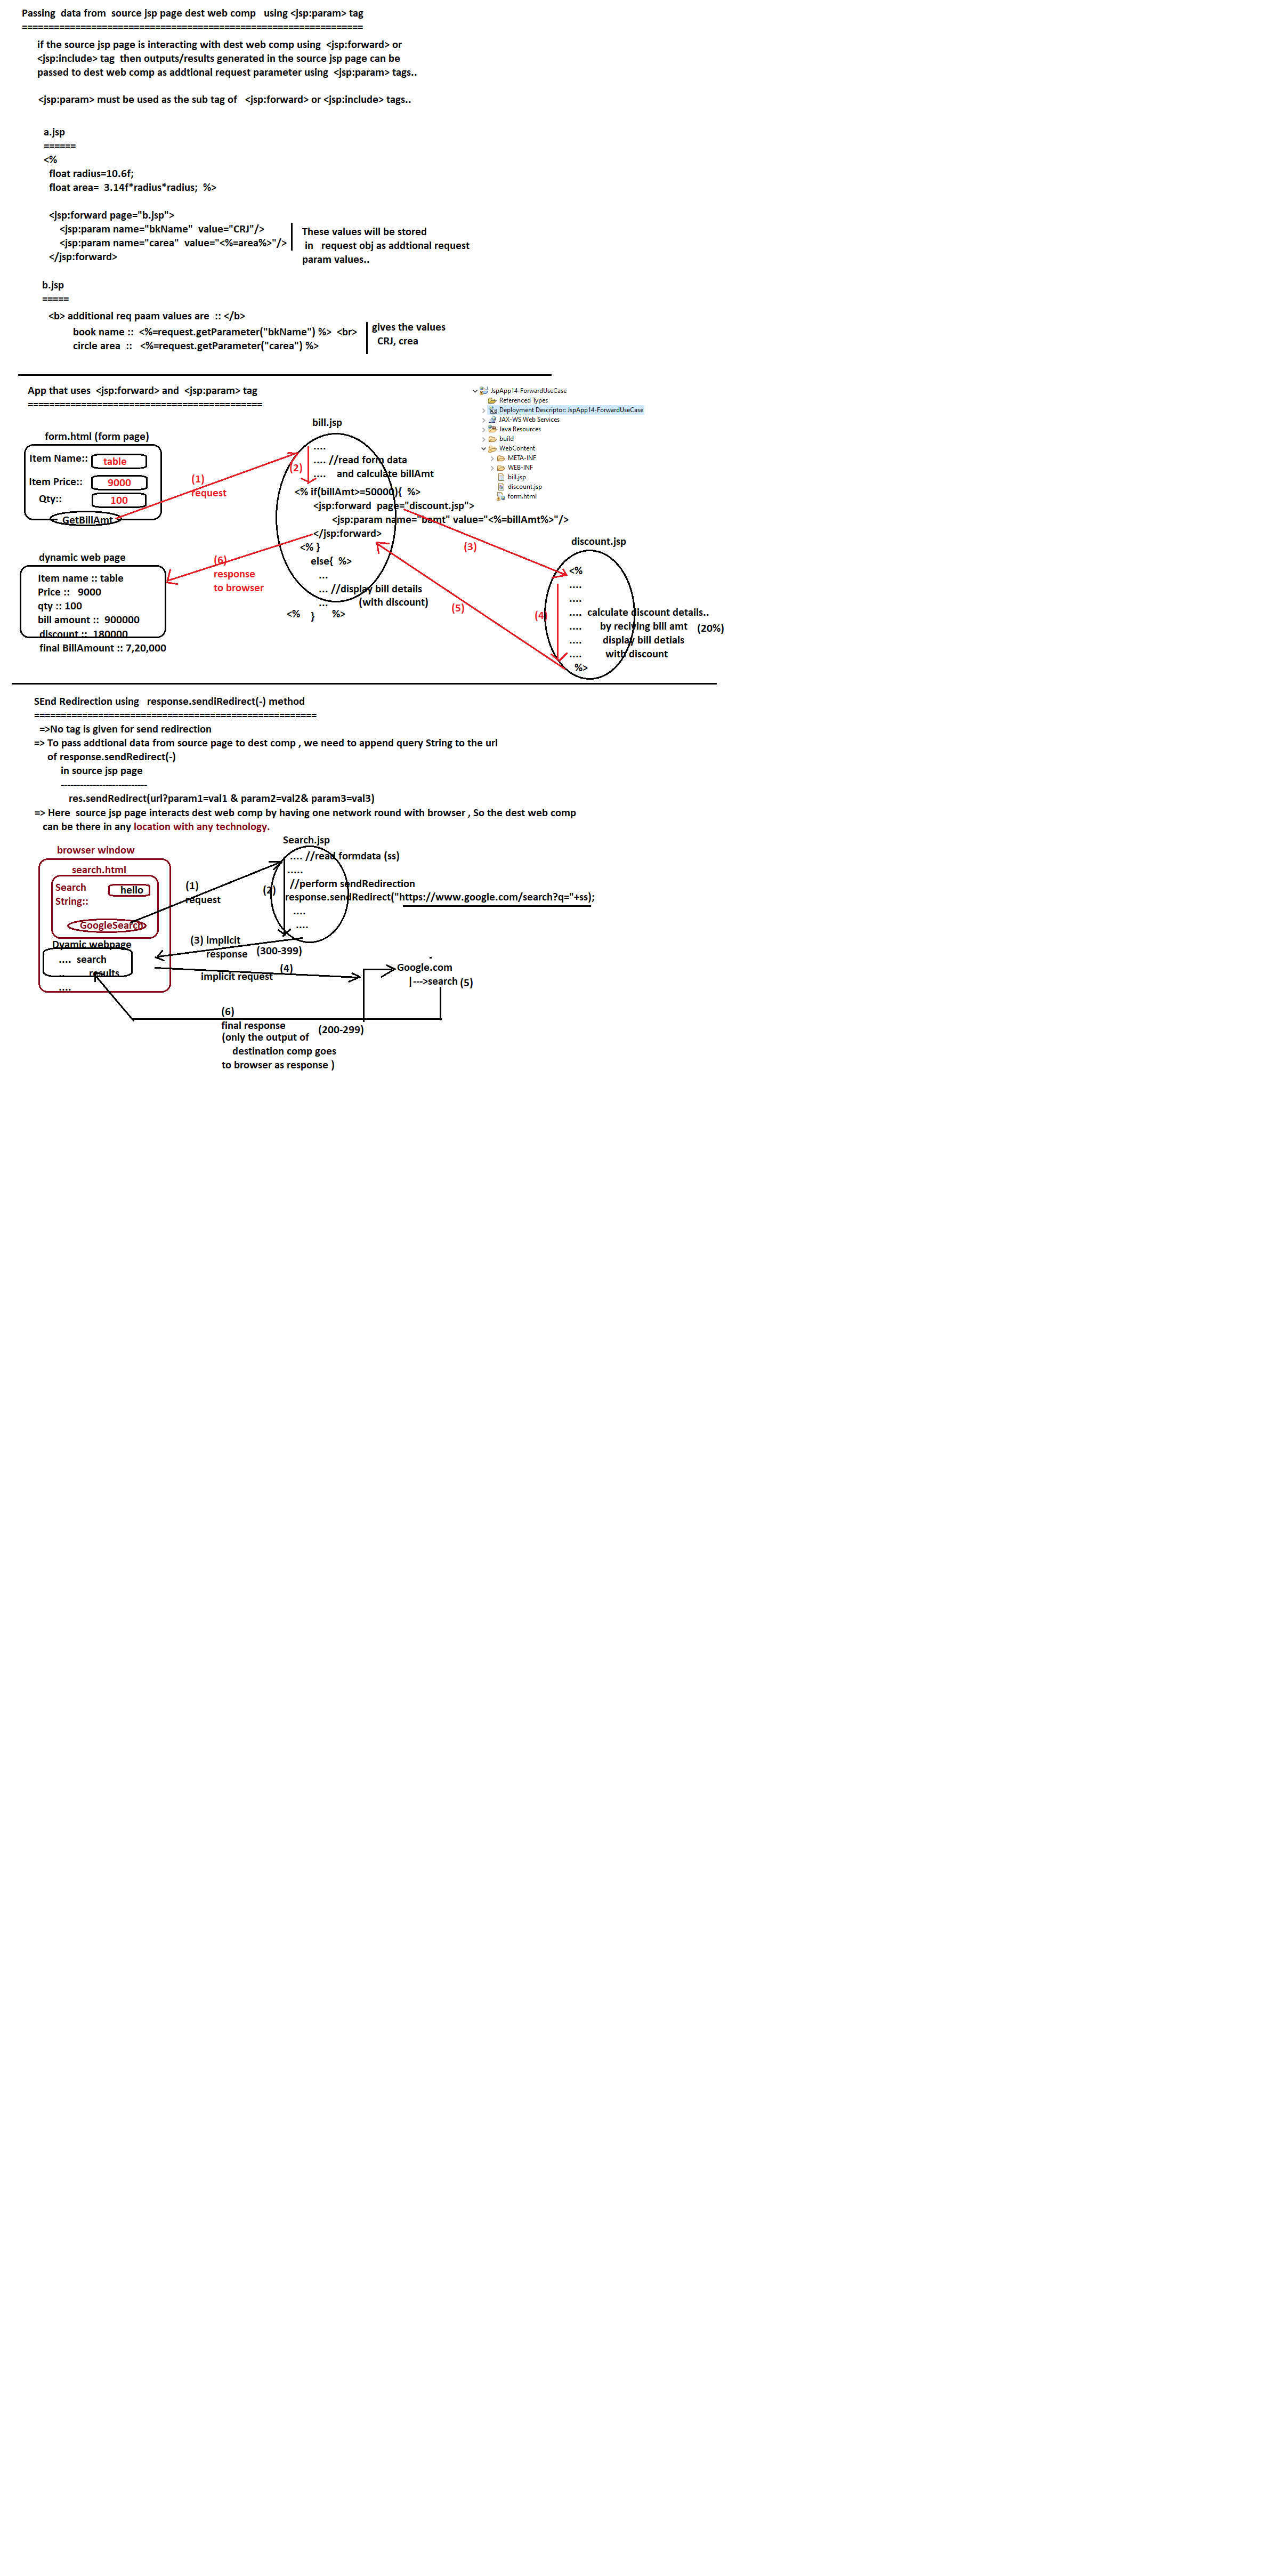 Passing  data from  source jsp page dest web comp   using <jsp:param> tag
================================================================
if the source jsp page is interacting with dest web comp using  <jsp:forward> or
<jsp:include> tag  then outputs/results generated in the source jsp page can be
passed to dest web comp as addtional request parameter using  <jsp:param> tags..
<jsp:param> must be used as the sub tag of   <jsp:forward> or <jsp:include> tags..
a.jsp
======
<%
float radius=10.6f;
float area=  3.14f*radius*radius;  %>
<jsp:forward page="b.jsp">
<jsp:param name="bkName"  value="CRJ"/>
<jsp:param name="carea"  value="<%=area%>"/>
</jsp:forward>
These values will be stored
in   request obj as addtional request
param values..
b.jsp
=====
<b> additional req paam values are  :: </b>
book name ::  <%=request.getParameter("bkName") %>  <br>
circle area  ::   <%=request.getParameter("carea") %>
gives the values
CRJ, crea
App that uses  <jsp:forward> and  <jsp:param> tag
============================================
JspApp14-ForwardUseCase
Referenced Types
Deployment Descriptor: JspApp14-ForwardUseCase
JAX-WS Web Services
Java Resources
build
WebContent
META-INF
WEB-INF
bill.jsp
discount.jsp
form.html
form.html (form page)
Item Name::  table
Item Price::  9000
Qty::  100
GetBillAmt
(1)
request
bill.jsp
....
.... //read form data
....    and calculate billAmt
(2)
<% if(billAmt>=50000){  %>
<jsp:forward  page="discount.jsp">
<jsp:param name="bamt" value="<%=billAmt%>"/>
</jsp:forward>
<% }
else{  %>
...
... //display bill details
...            (with discount)
<%    }      %>
(3)
discount.jsp
<%
....
....
....  calculate discount details..
....       by reciving bill amt   (20%)
....        display bill detials
....         with discount
%>
(4)
(5)
(6)
response
to browser
dynamic web page
Item name :: table
Price ::   9000
qty :: 100
bill amount ::  900000
discount ::  180000
final BillAmount :: 7,20,000
SEnd Redirection using   response.sendiRedirect(-) method
=====================================================
=>No tag is given for send redirection
=> To pass addtional data from source page to dest comp , we need to append query String to the url
of response.sendRedirect(-)
in source jsp page
---------------------------
res.sendRedirect(url?param1=val1 & param2=val2& param3=val3)
=> Here  source jsp page interacts dest web comp by having one network round with browser , So the dest web comp
can be there in any location with any technology.
browser window
search.html
Search
String::
hello
GoogleSearch
(1)
request
Search.jsp
.... //read formdata (ss)
.....
//perform sendRedirection
(2)
response.sendRedirect("https://www.google.com/search?q="+ss);
....
....
(3) implicit
response   (300-399)
(4)
implicit request
Dyamic webpage
....  search
..        results
....
Google.com
|--->search (5)
(6)
final response
(200-299)
(only the output of
destination comp goes
to browser as response )